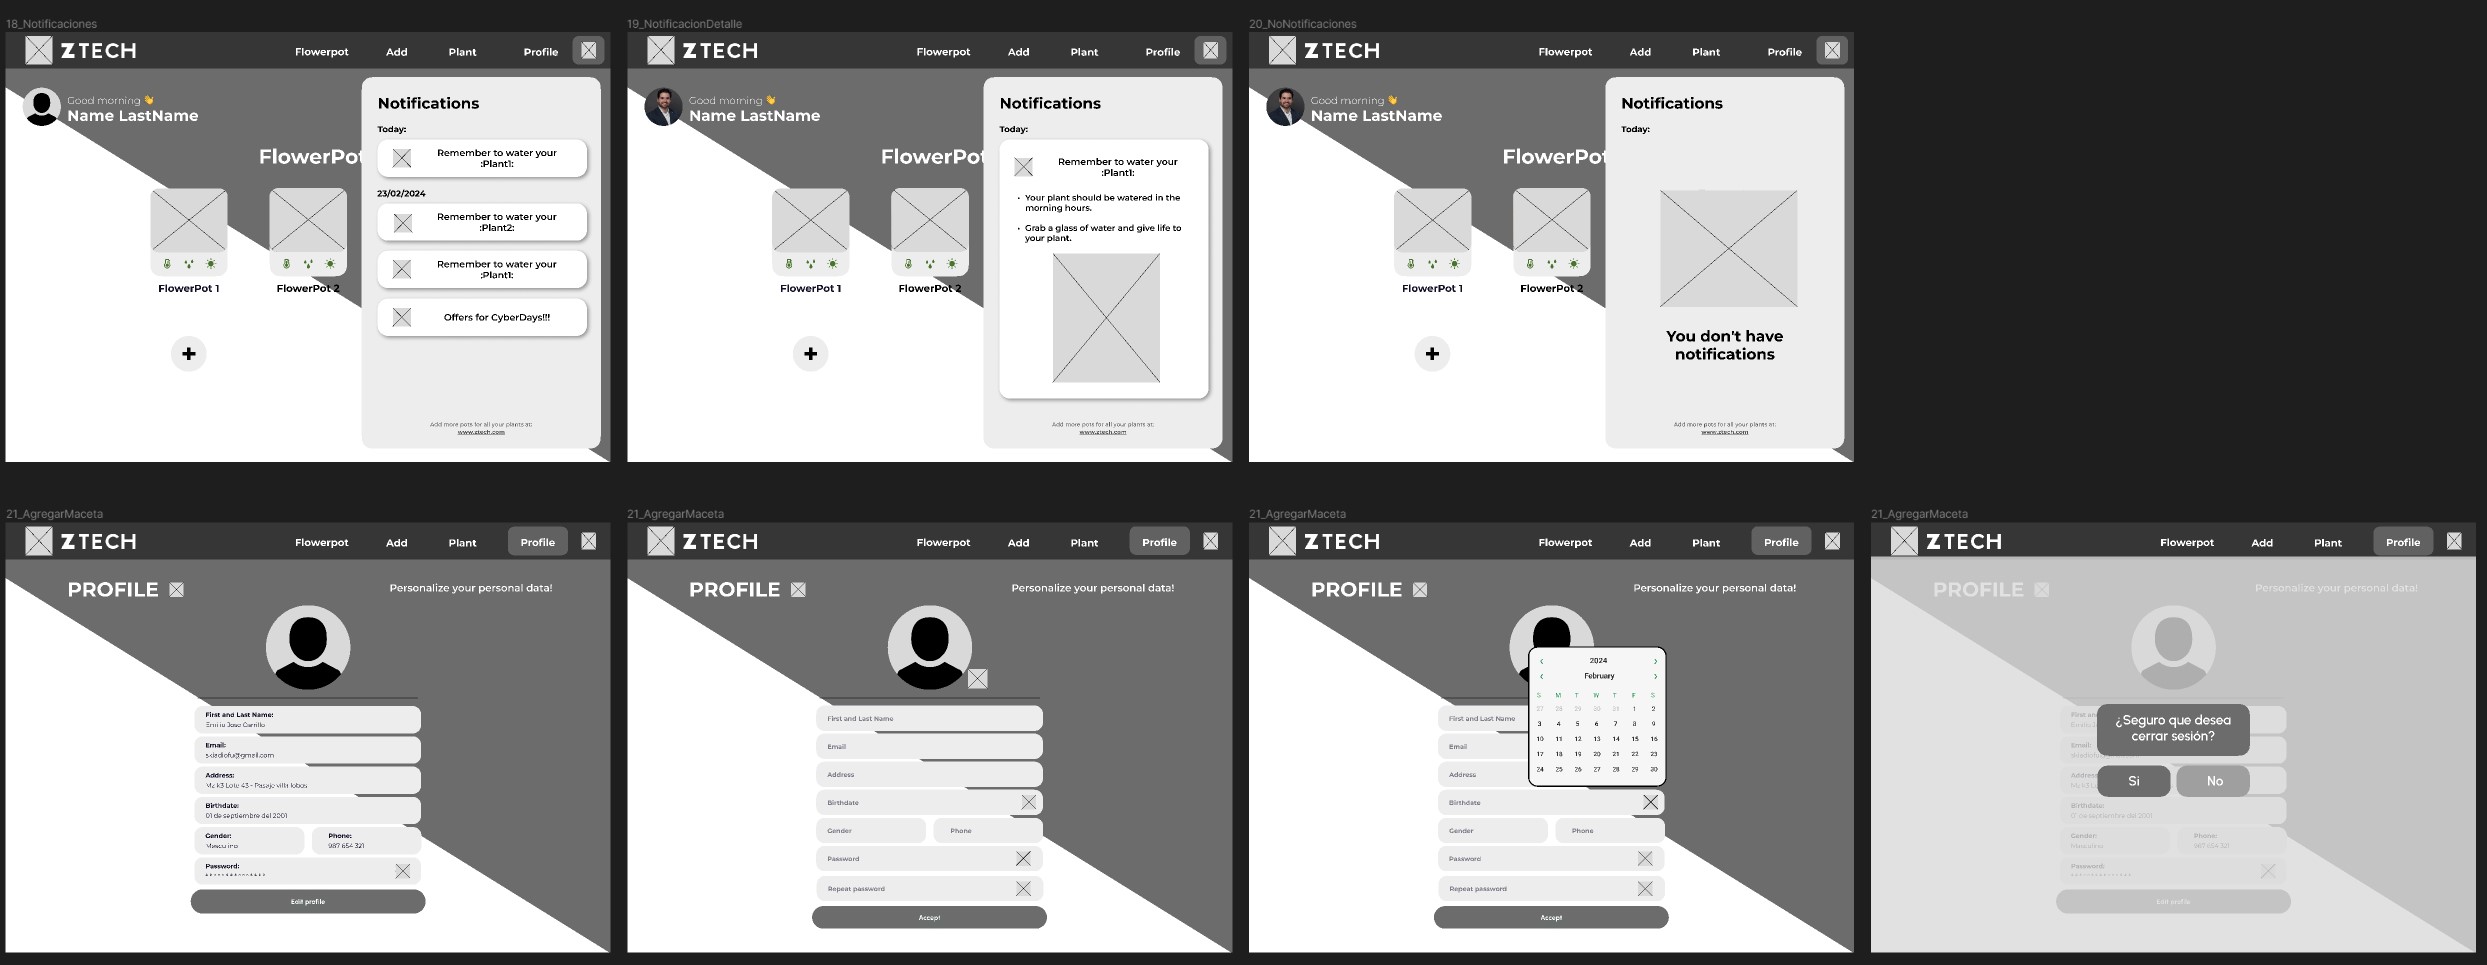 18_Notificaciones
ZTECH
Flowerpot Add Plant Profile
Good morning 👋
Name LastName
FlowerPot
FlowerPot 1
FlowerPot 2
+
Notifications
Today:
Remember to water your
:Plant1:
23/02/2024
Remember to water your
:Plant2:
Remember to water your
:Plant1:
Offers for CyberDays!!!
Add more pots for all your plants at:
www.ztech.com
19_NotificacionDetalle
ZTECH
Flowerpot Add Plant Profile
Good morning 👋
Name LastName
FlowerPot
FlowerPot 1
FlowerPot 2
+
Notifications
Today:
Remember to water your
:Plant1:
• Your plant should be watered in the
morning hours.
• Grab a glass of water and give life to
your plant.
Add more pots for all your plants at:
www.ztech.com
20_NoNotificaciones
ZTECH
Flowerpot Add Plant Profile
Good morning 👋
Name LastName
FlowerPot
FlowerPot 1
FlowerPot 2
+
Notifications
Today:
You don't have
notifications
Add more pots for all your plants at:
www.ztech.com
21_AgregarMaceta
ZTECH
Flowerpot Add Plant Profile
PROFILE
Personalize your personal data!
First and Last Name:
Emilio Jose Carrillo
Email:
skiadlofu@gmail.com
Address:
Mz k3 Lote 43 - Pasaje villa lobos
Birthdate:
01 de septiembre del 2001
Gender:
Masculino
Phone:
987 654 321
Password:
Edit profile
21_AgregarMaceta
ZTECH
Flowerpot Add Plant Profile
PROFILE
Personalize your personal data!
First and Last Name
Email
Address
Birthdate
Gender
Phone
Password
Repeat password
Accept
21_AgregarMaceta
ZTECH
Flowerpot Add Plant Profile
PROFILE
Personalize your personal data!
‹ 2024 ›
‹ February ›
S M T W T F S
27 28 29 30 31 1 2
3 4 5 6 7 8 9
10 11 12 13 14 15 16
17 18 19 20 21 22 23
24 25 26 27 28 29 30
First and Last Name
Email
Address
Birthdate
Gender
Phone
Password
Repeat password
Accept
21_AgregarMaceta
ZTECH
Flowerpot Add Plant Profile
PROFILE
Personalize your personal data!
¿Seguro que desea
cerrar sesión?
Si
No
Birthdate:
01 de septiembre del 2001
Gender:
Masculino
Phone:
987 654 321
Password:
Edit profile